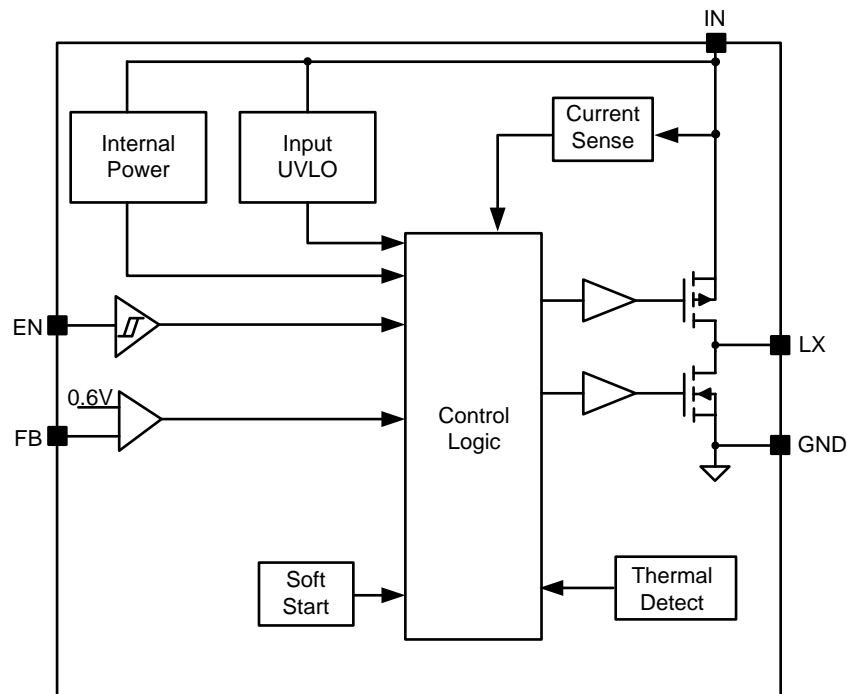 IN
Internal
Power
Input
UVLO
Current
Sense
EN
0.6V
FB
Control
Logic
LX
GND
Soft
Start
Thermal
Detect